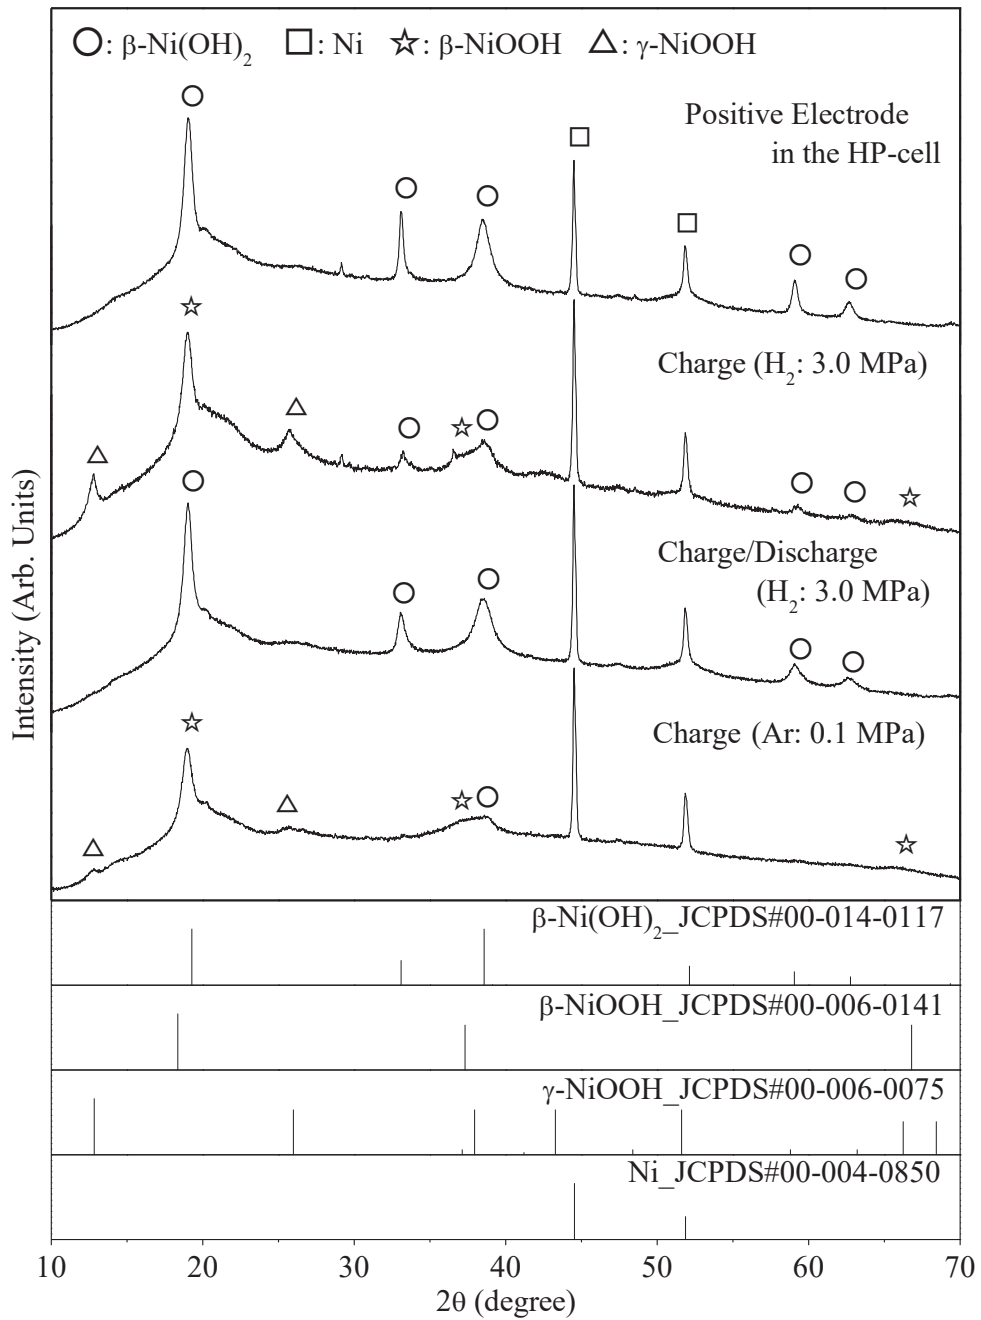 ○: β-Ni(OH)₂ □: Ni ☆: β-NiOOH △: γ-NiOOH
Positive Electrode
in the HP-cell
Charge (H₂: 3.0 MPa)
Charge/Discharge
(H₂: 3.0 MPa)
Charge (Ar: 0.1 MPa)
Intensity (Arb. Units)
β-Ni(OH)₂_JCPDS#00-014-0117
β-NiOOH_JCPDS#00-006-0141
γ-NiOOH_JCPDS#00-006-0075
Ni_JCPDS#00-004-0850
10 20 30 40 50 60 70
2θ (degree)